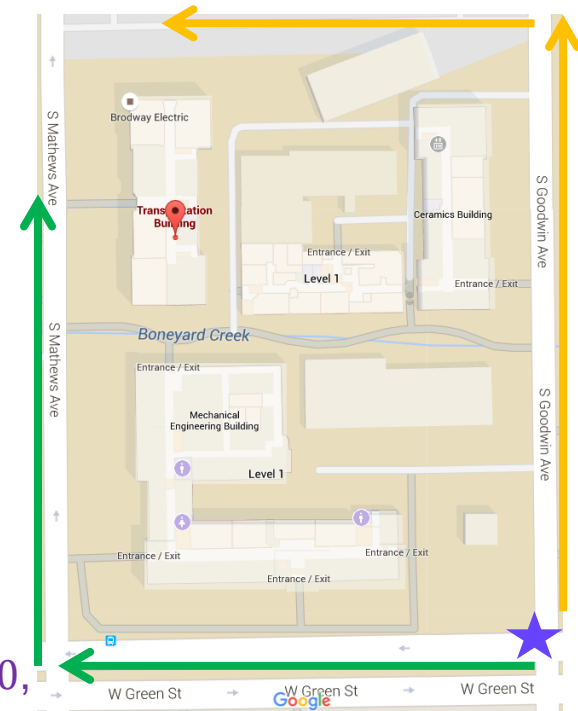 S Mathews Ave
Brodway Electric
Transportation
Building
Ceramics Building
S Goodwin Ave
Entrance / Exit
Level 1
Entrance / Exit
Boneyard Creek
S Mathews Ave
Entrance / Exit
Mechanical
Engineering Building
S Goodwin Ave
Level 1
Entrance / Exit
Entrance / Exit
Entrance / Exit
0,
W Green St
W Green St
W Green St
Google